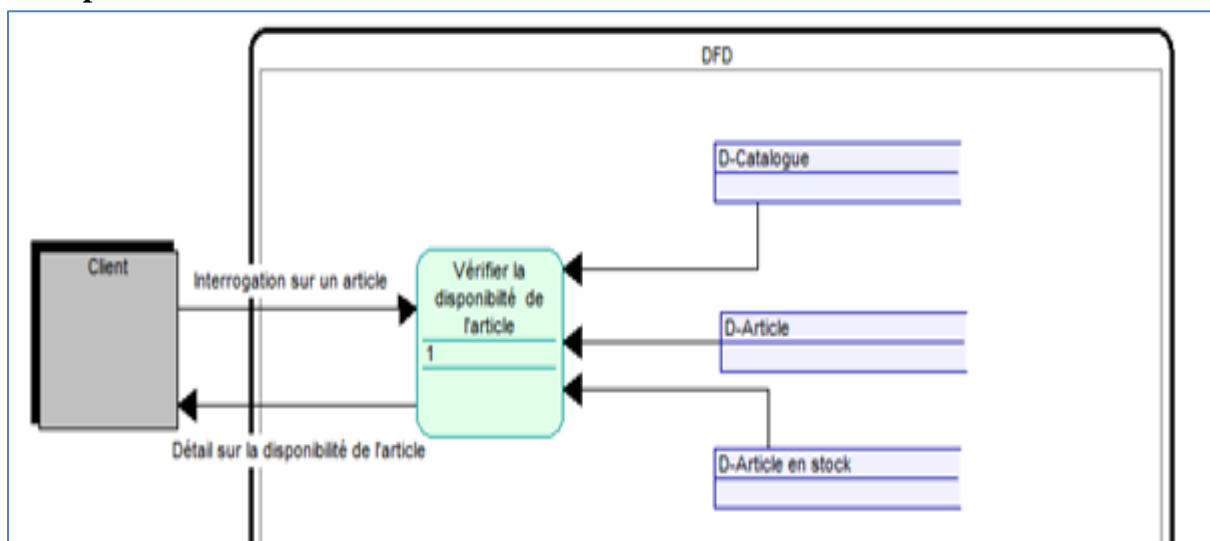 DFD
D-Catalogue
Client
Interrogation sur un article
Vérifier la
disponibilté de
l'article
1
D-Article
Détail sur la disponibilité de l'article
D-Article en stock